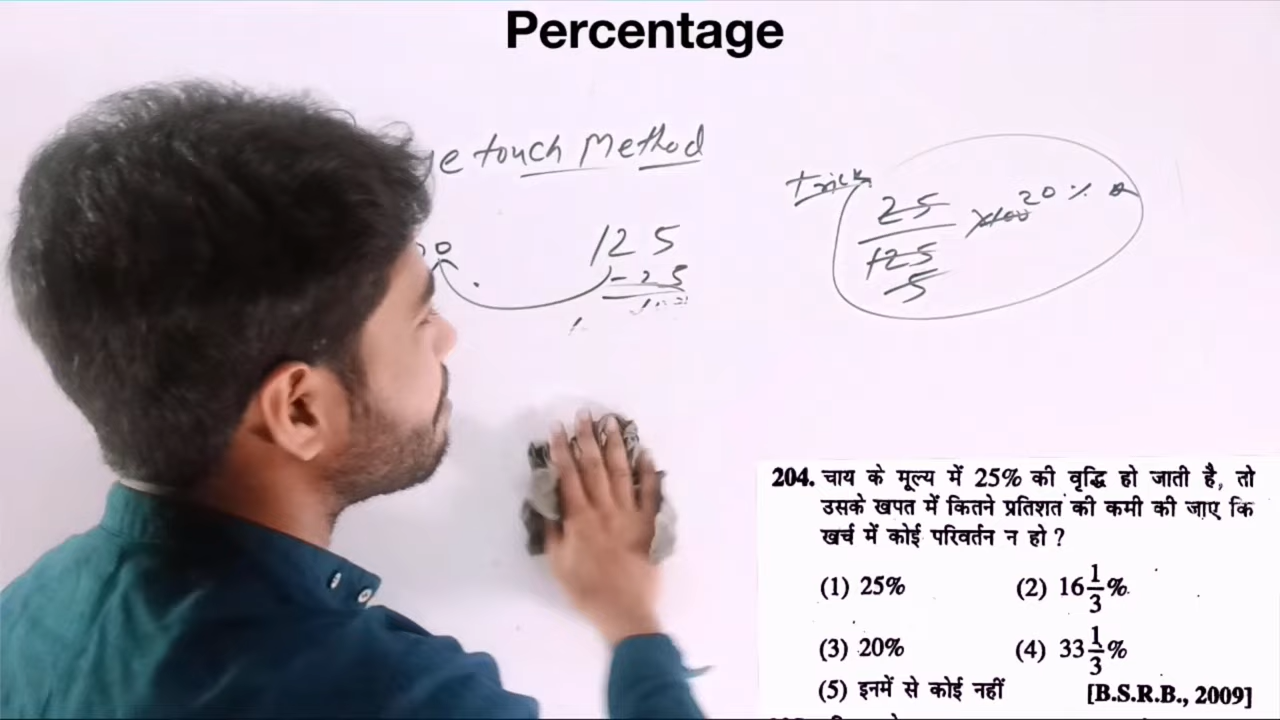 Percentage
touch Method
trick
25
125
5
20%
125
-25
204. चाय के मूल्य में 25% की वृद्धि हो जाती है, तो
उसके खपत में कितने प्रतिशत की कमी की जाए कि
खर्च में कोई परिवर्तन न हो ?
(1) 25% (2) 16 1/3%
(3) 20% (4) 33 1/3%
(5) इनमें से कोई नहीं [B.S.R.B., 2009]